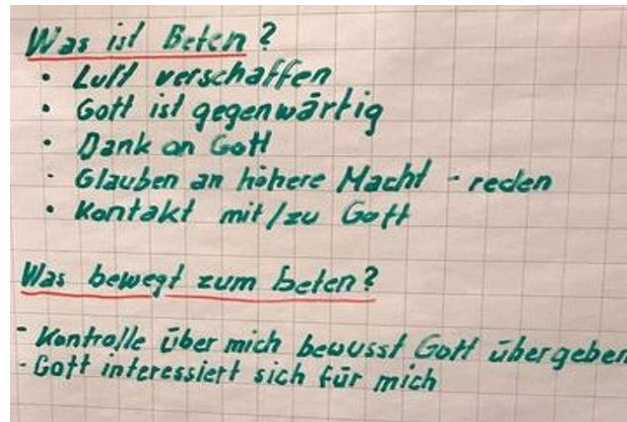 Was ist Beten?
• Luft verschaffen
• Gott ist gegenwärtig
• Dank an Gott
• Glauben an höhere Macht - reden
• Kontakt mit/zu Gott
Was bewegt zum beten?
- Kontrolle über mich bewusst Gott übergeben
- Gott interessiert sich für mich